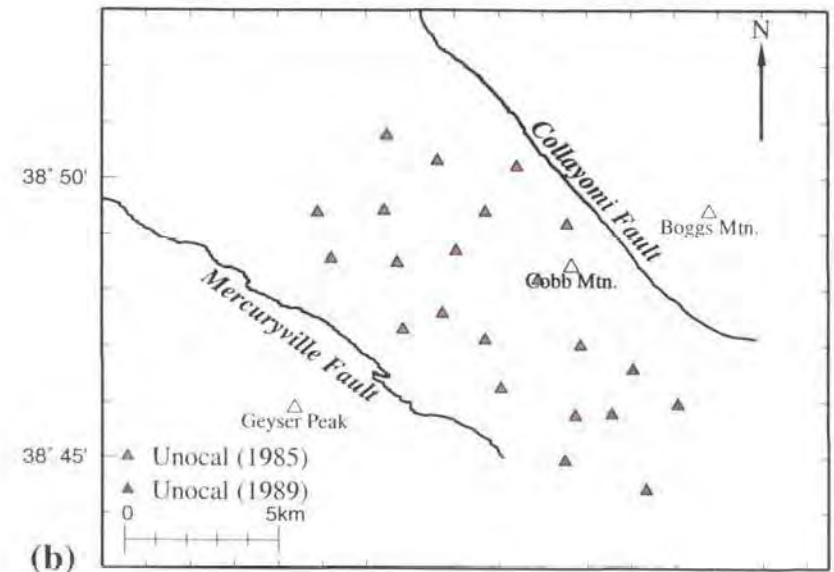 N
Collayomi Fault
38° 50'
Boggs Mtn.
Cobb Mtn.
Mercuryville Fault
Geyser Peak
38° 45'
Unocal (1985)
Unocal (1989)
0 5km
(b)